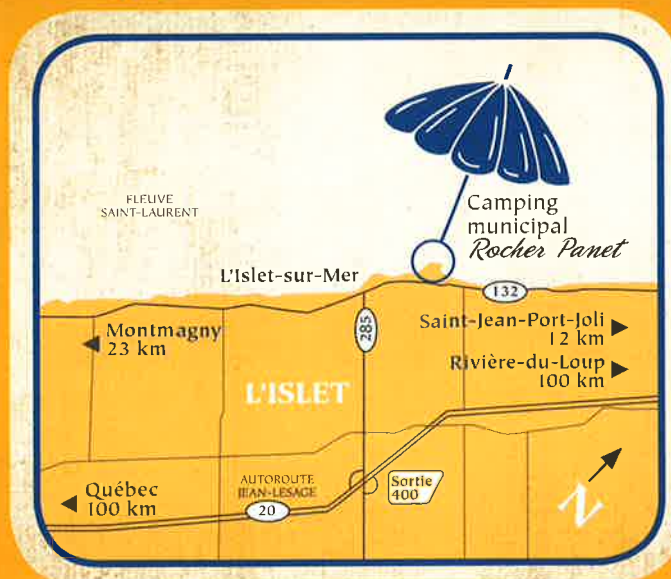 FLEUVE
SAINT-LAURENT
Camping
municipal
Rocher Panet
L'Islet-sur-Mer
132
285
Montmagny
23 km
Saint-Jean-Port-Joli
12 km
Rivière-du-Loup
100 km
L'ISLET
Québec
100 km
AUTOROUTE
JEAN-LESAGE
20
Sortie
400
N